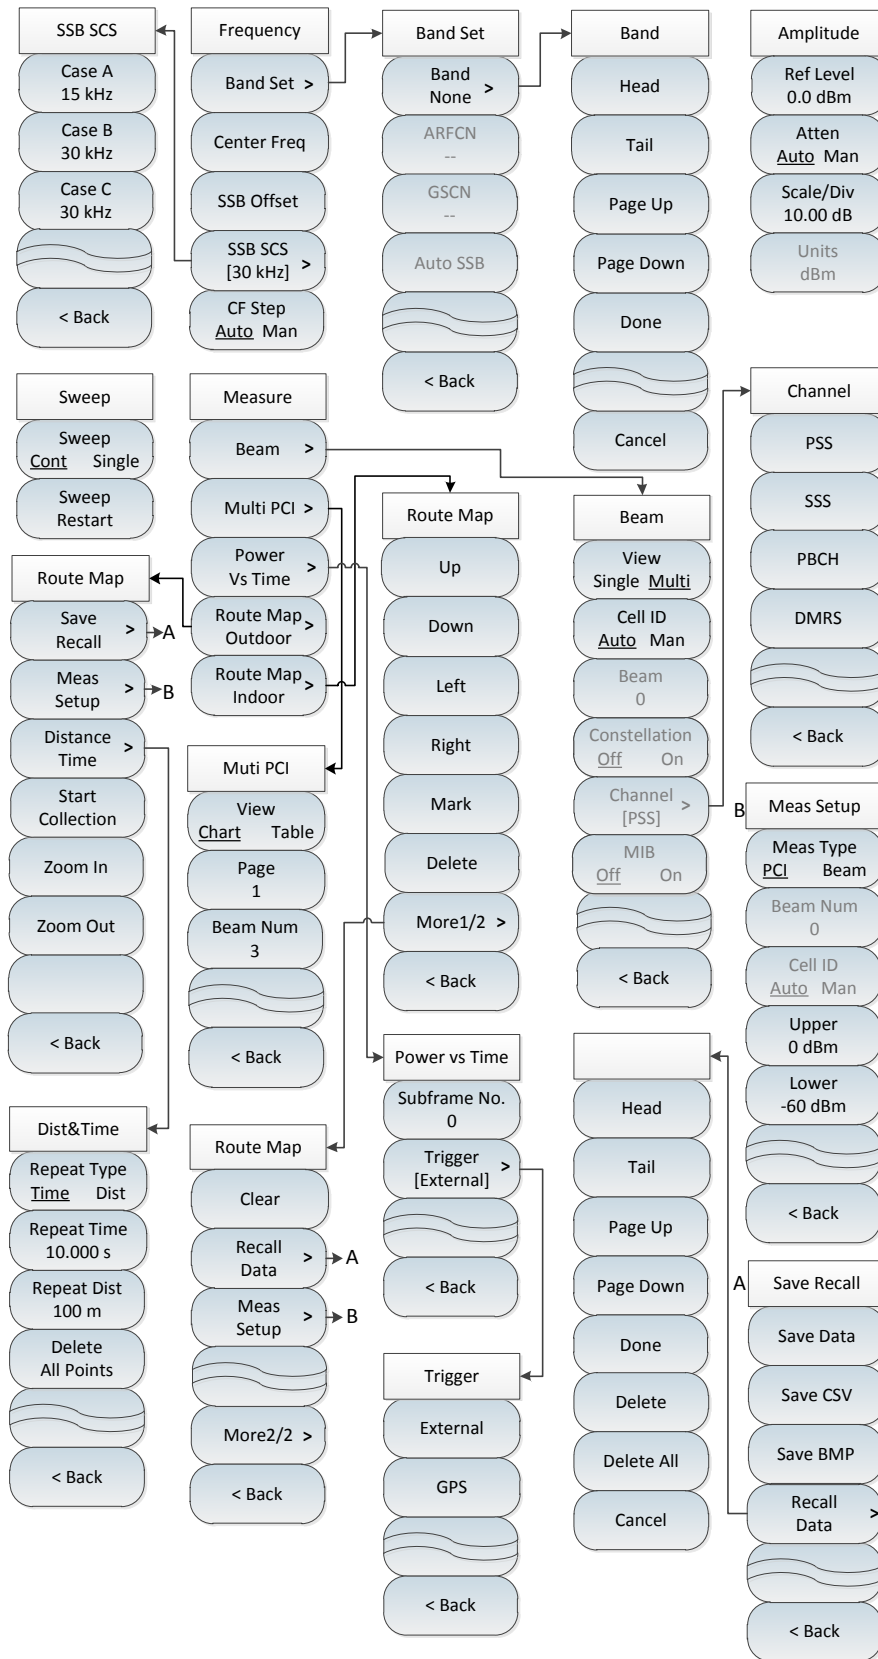 SSB SCS
Case A
15 kHz
Case B
30 kHz
Case C
30 kHz
< Back
Frequency
Band Set >
Center Freq
SSB Offset
SSB SCS
[30 kHz] >
CF Step
Auto Man
Band Set
Band
None >
ARFCN
--
GSCN
--
Auto SSB
< Back
Band
Head
Tail
Page Up
Page Down
Done
Cancel
Amplitude
Ref Level
0.0 dBm
Atten
Auto Man
Scale/Div
10.00 dB
Units
dBm
Sweep
Sweep
Cont Single
Sweep
Restart
Measure
Beam >
Multi PCI >
Power
Vs Time >
Route Map
Outdoor >
Route Map
Indoor >
Route Map
Save
Recall > A
Meas
Setup > B
Distance
Time >
Start
Collection
Zoom In
Zoom Out
< Back
Muti PCI
View
Chart Table
Page
1
Beam Num
3
< Back
Route Map
Up
Down
Left
Right
Mark
Delete
More1/2 >
< Back
Beam
View
Single Multi
Cell ID
Auto Man
Beam
0
Constellation
Off On
Channel
[PSS] >
MIB
Off On
< Back
Channel
PSS
SSS
PBCH
DMRS
< Back
B Meas Setup
Meas Type
PCI Beam
Beam Num
0
Cell ID
Auto Man
Upper
0 dBm
Lower
-60 dBm
< Back
Dist&Time
Repeat Type
Time Dist
Repeat Time
10.000 s
Repeat Dist
100 m
Delete
All Points
< Back
Route Map
Clear
Recall
Data > A
Meas
Setup > B
More2/2 >
< Back
Power vs Time
Subframe No.
0
Trigger
[External] >
< Back
Trigger
External
GPS
< Back
Head
Tail
Page Up
Page Down
Done
Delete
Delete All
Cancel
A Save Recall
Save Data
Save CSV
Save BMP
Recall
Data >
< Back